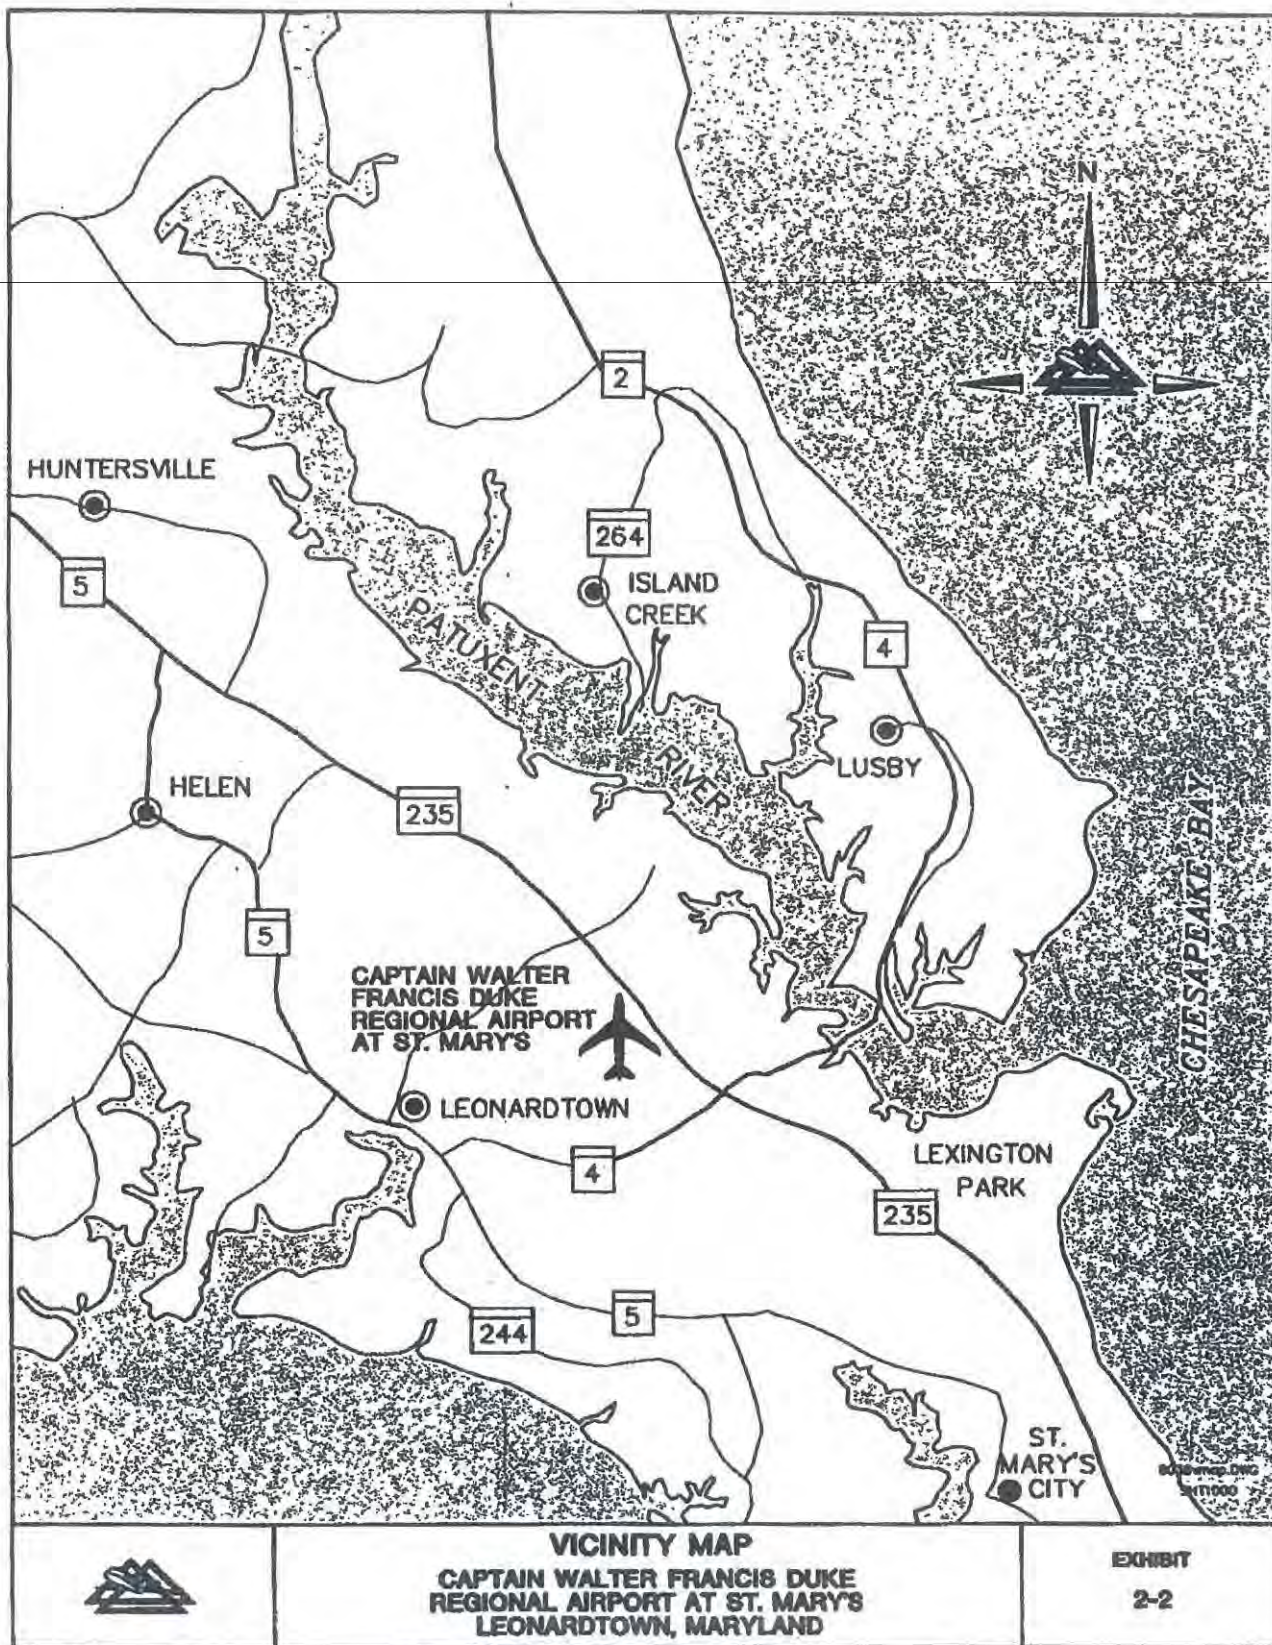 N
2
HUNTERSVILLE
264
5
ISLAND
CREEK
PATUXENT
4
RIVER
LUSBY
HELEN
235
CHESAPEAKE BAY
5
CAPTAIN WALTER
FRANCIS DUKE
REGIONAL AIRPORT
AT ST. MARY'S
LEONARDTOWN
4
LEXINGTON
PARK
235
5
244
ST.
MARY'S
CITY
VICINITY MAP
CAPTAIN WALTER FRANCIS DUKE
REGIONAL AIRPORT AT ST. MARY'S
LEONARDTOWN, MARYLAND
EXHIBIT
2-2